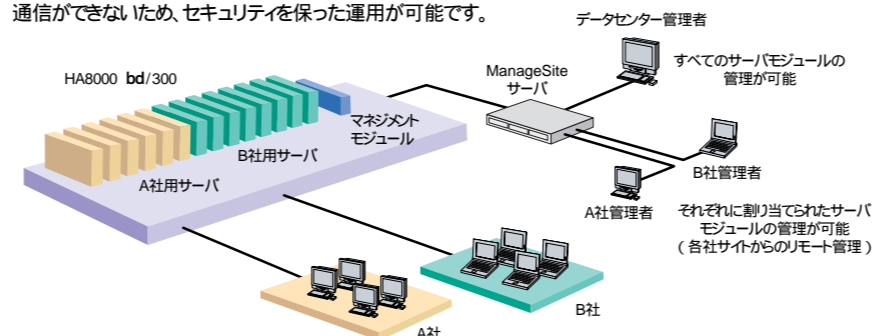 通信ができないため、セキュリティを保った運用が可能です。
データセンター管理者
HA8000 bd/300
ManageSite
サーバ
すべてのサーバモジュールの
管理が可能
マネジメント
モジュール
B社用サーバ
A社用サーバ
B社管理者
A社管理者
それぞれに割り当てられたサーバ
モジュールの管理が可能
(各社サイトからのリモート管理)
B社
A社